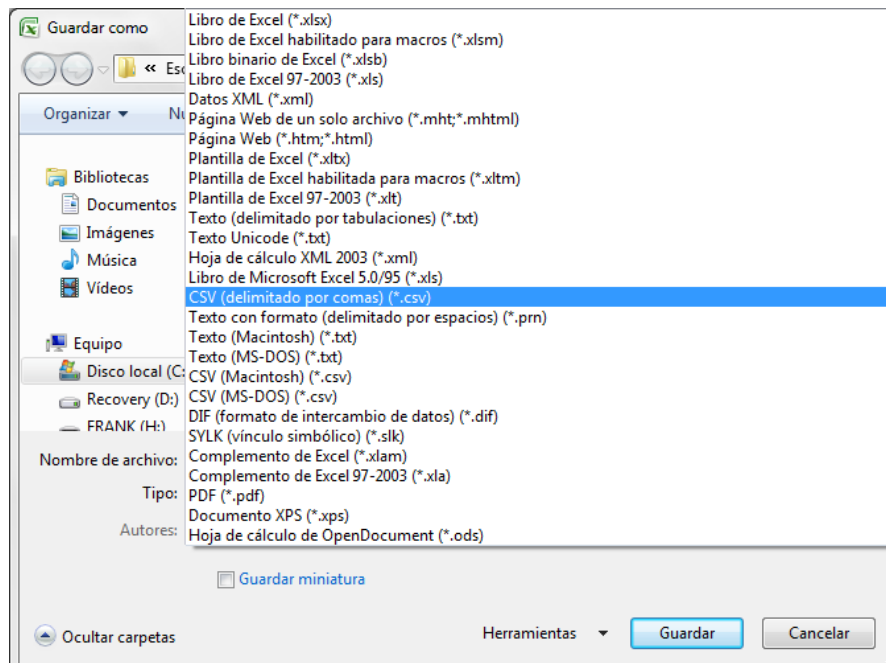 Guardar como
Libro de Excel (*.xlsx)
Libro de Excel habilitado para macros (*.xlsm)
Libro binario de Excel (*.xlsb)
Libro de Excel 97-2003 (*.xls)
Datos XML (*.xml)
Página Web de un solo archivo (*.mht;*.mhtml)
Página Web (*.htm;*.html)
Plantilla de Excel (*.xltx)
Plantilla de Excel habilitada para macros (*.xltm)
Plantilla de Excel 97-2003 (*.xlt)
Texto (delimitado por tabulaciones) (*.txt)
Texto Unicode (*.txt)
Hoja de cálculo XML 2003 (*.xml)
Libro de Microsoft Excel 5.0/95 (*.xls)
CSV (delimitado por comas) (*.csv)
Texto con formato (delimitado por espacios) (*.prn)
Texto (Macintosh) (*.txt)
Texto (MS-DOS) (*.txt)
CSV (Macintosh) (*.csv)
CSV (MS-DOS) (*.csv)
DIF (formato de intercambio de datos) (*.dif)
SYLK (vínculo simbólico) (*.slk)
Complemento de Excel (*.xlam)
Complemento de Excel 97-2003 (*.xla)
PDF (*.pdf)
Documento XPS (*.xps)
Hoja de cálculo de OpenDocument (*.ods)
« Esc
Organizar
Nu
Bibliotecas
Documentos
Imágenes
Música
Vídeos
Equipo
Disco local (C:
Recovery (D:)
FRANK (H:)
Nombre de archivo:
Tipo:
Autores:
Guardar miniatura
Ocultar carpetas
Herramientas
Guardar
Cancelar